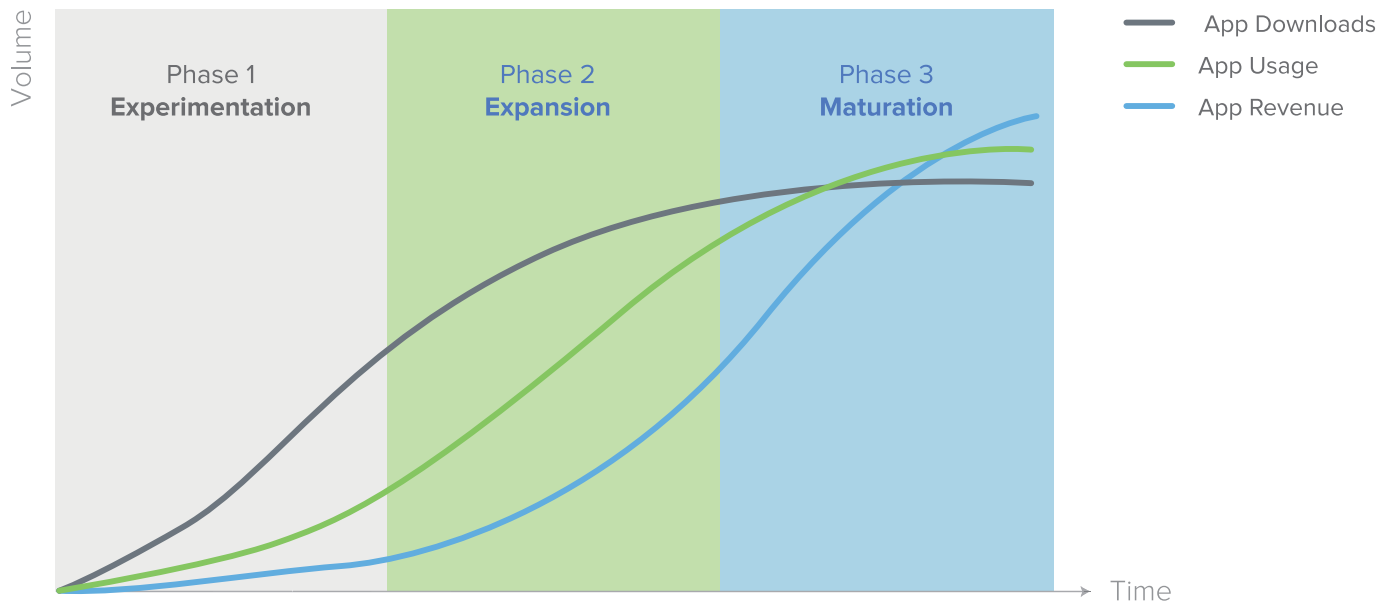 Volume
Phase 1
Experimentation
Phase 2
Expansion
Phase 3
Maturation
App Downloads
App Usage
App Revenue
Time